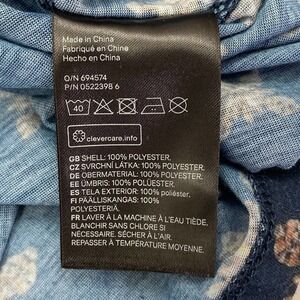 Made in China
Fabriqué en Chine
Hecho en China
O/N 694574
P/N 0522398 6
40
clevercare.info
GB SHELL: 100% POLYESTER.
CZ SVRCHNÍ LÁTKA: 100% POLYESTER.
DE OBERMATERIAL: 100% POLYESTER.
EE ÜMBRIS: 100% POLÜESTER.
ES TELA EXTERIOR: 100% poliéster.
FI PÄÄLLISKANGAS: 100%
POLYESTERIÄ.
FR LAVER À LA MACHINE À L'EAU TIÈDE.
BLANCHIR SANS CHLORE SI
NÉCESSAIRE. SÉCHER À L'AIR.
REPASSER À TEMPÉRATURE MOYENNE.